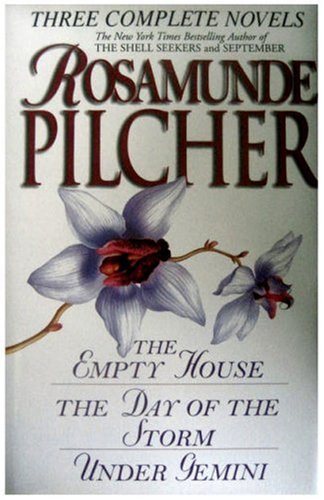 THREE COMPLETE NOVELS
The New York Times Bestselling Author of
THE SHELL SEEKERS and SEPTEMBER
ROSAMUNDE
PILCHER
THE
EMPTY HOUSE
THE DAY OF THE
STORM
UNDER GEMINI